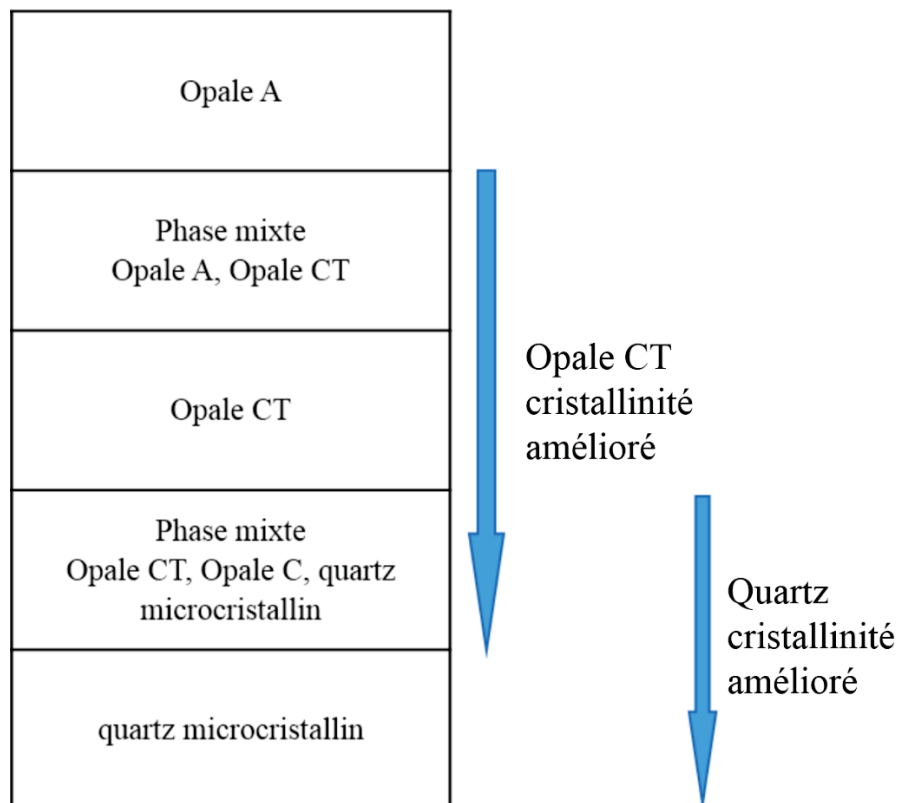 Opale A
Phase mixte
Opale A, Opale CT
Opale CT
Phase mixte
Opale CT, Opale C, quartz
microcristallin
quartz microcristallin
Opale CT
cristallinité
amélioré
Quartz
cristallinité
amélioré